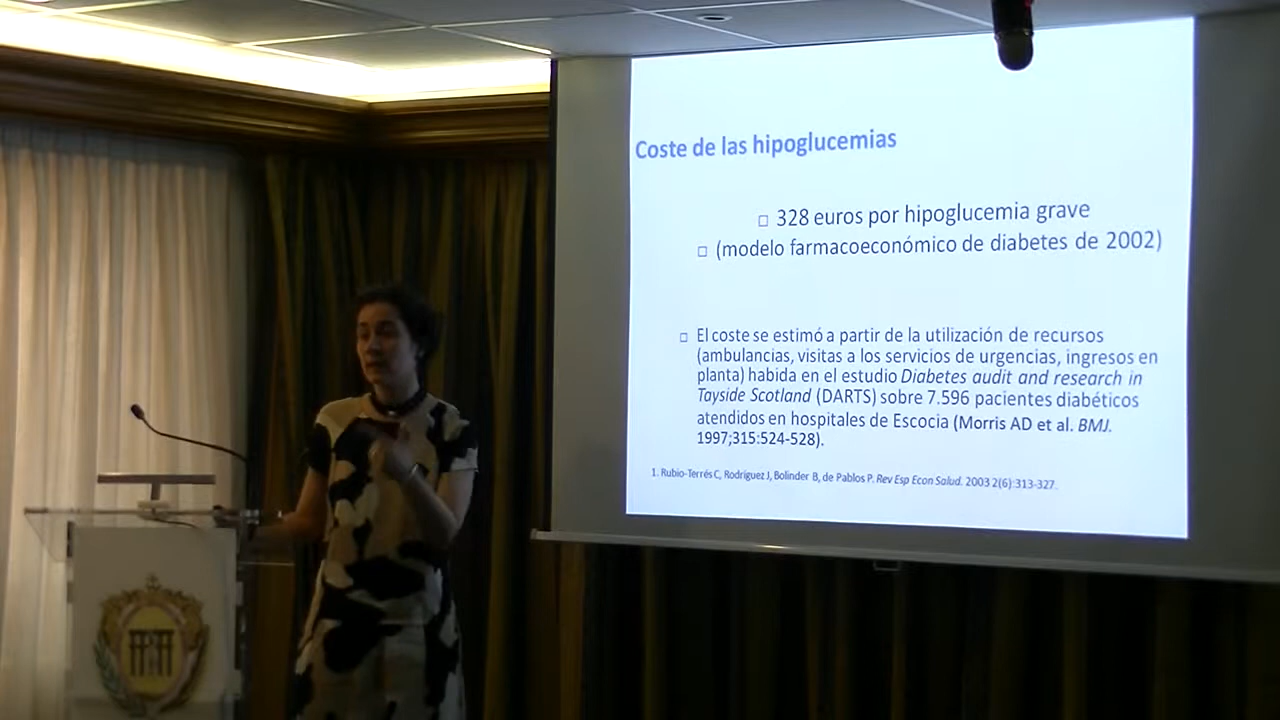 Coste de las hipoglucemias
□ 328 euros por hipoglucemia grave
□ (modelo farmacoeconómico de diabetes de 2002)
□ El coste se estimó a partir de la utilización de recursos
(ambulancias, visitas a los servicios de urgencias, ingresos en
planta) habida en el estudio Diabetes audit and research in
Tayside Scotland (DARTS) sobre 7.596 pacientes diabéticos
atendidos en hospitales de Escocia (Morris AD et al. BMJ.
1997;315:524-528).
1. Rubio-Terrés C, Rodríguez J, Bolinder B, de Pablos P. Rev Esp Econ Salud. 2003 2(6):313-327.